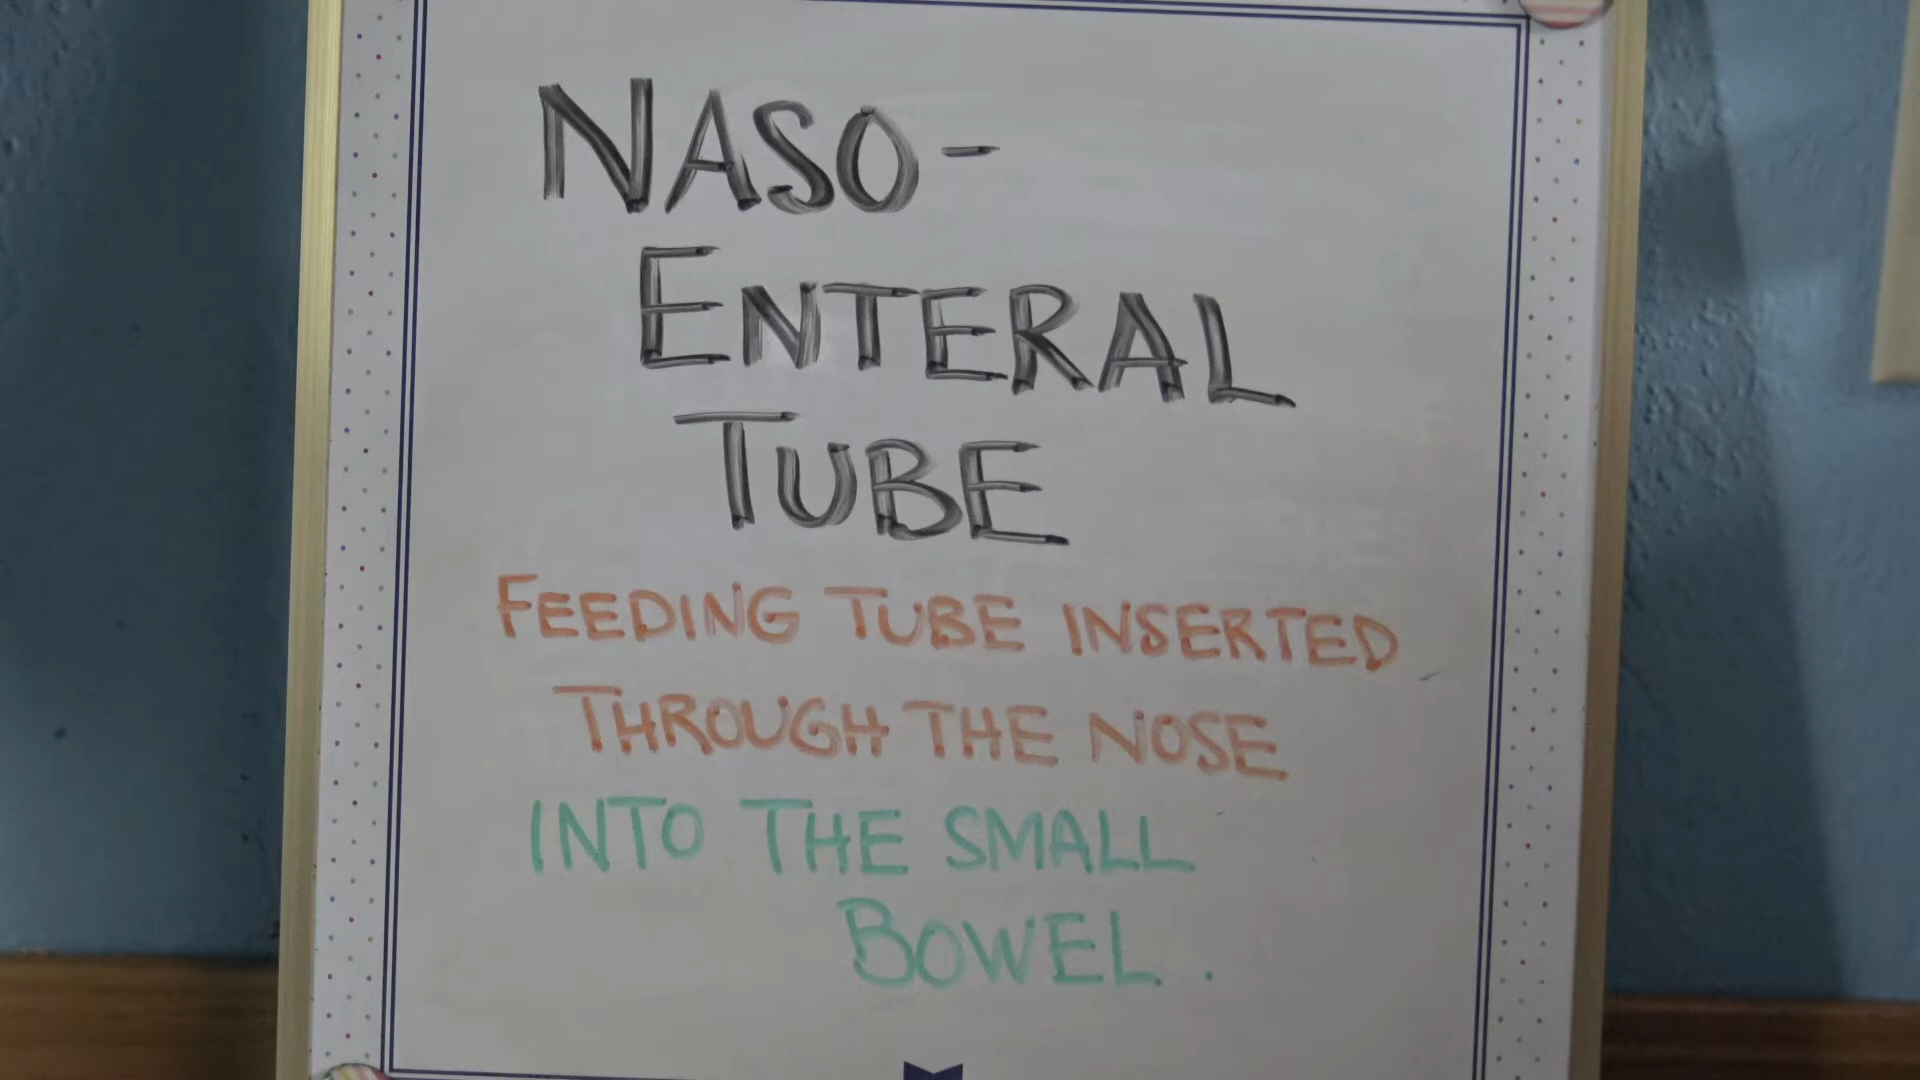 NASO-
ENTERAL
TUBE
FEEDING TUBE INSERTED
THROUGH THE NOSE
INTO THE SMALL
BOWEL.